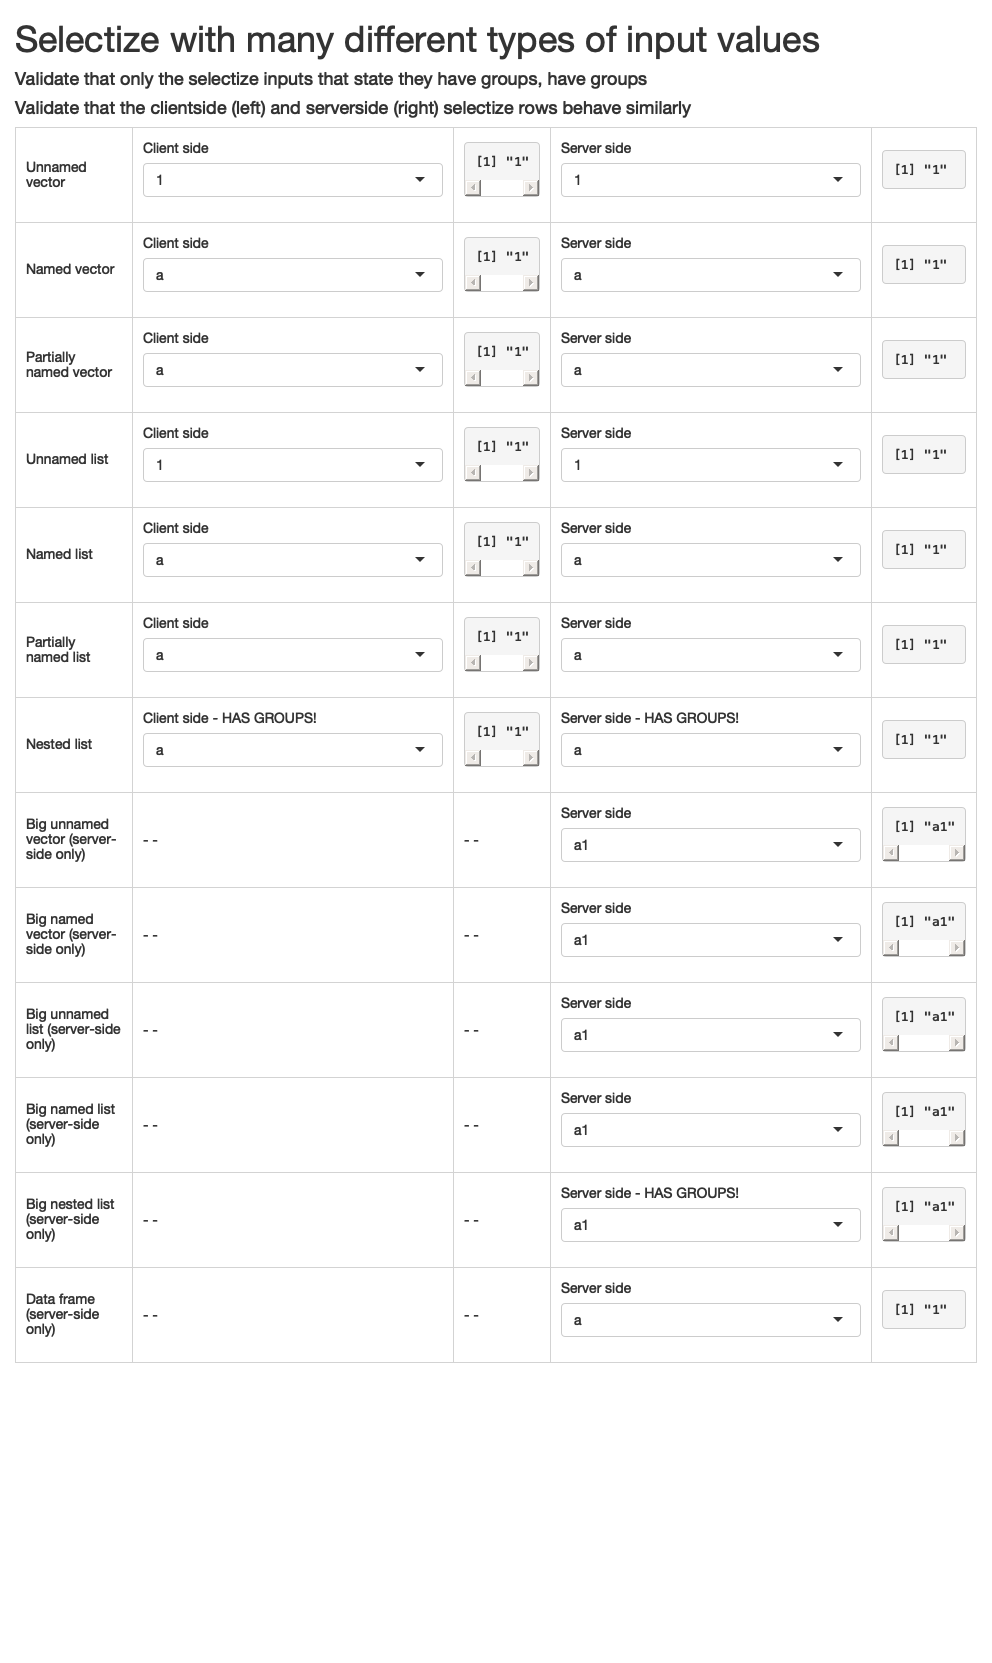 Selectize with many different types of input values
Validate that only the selectize inputs that state they have groups, have groups
Validate that the clientside (left) and serverside (right) selectize rows behave similarly
Unnamed
vector
Client side
1
[1] "1"
Server side
1
[1] "1"
Named vector
Client side
a
[1] "1"
Server side
a
[1] "1"
Partially
named vector
Client side
a
[1] "1"
Server side
a
[1] "1"
Unnamed list
Client side
1
[1] "1"
Server side
1
[1] "1"
Named list
Client side
a
[1] "1"
Server side
a
[1] "1"
Partially
named list
Client side
a
[1] "1"
Server side
a
[1] "1"
Nested list
Client side - HAS GROUPS!
a
[1] "1"
Server side - HAS GROUPS!
a
[1] "1"
Big unnamed
vector (server-
side only)
- -
- -
Server side
a1
[1] "a1"
Big named
vector (server-
side only)
- -
- -
Server side
a1
[1] "a1"
Big unnamed
list (server-side
only)
- -
- -
Server side
a1
[1] "a1"
Big named list
(server-side
only)
- -
- -
Server side
a1
[1] "a1"
Big nested list
(server-side
only)
- -
- -
Server side - HAS GROUPS!
a1
[1] "a1"
Data frame
(server-side
only)
- -
- -
Server side
a
[1] "1"